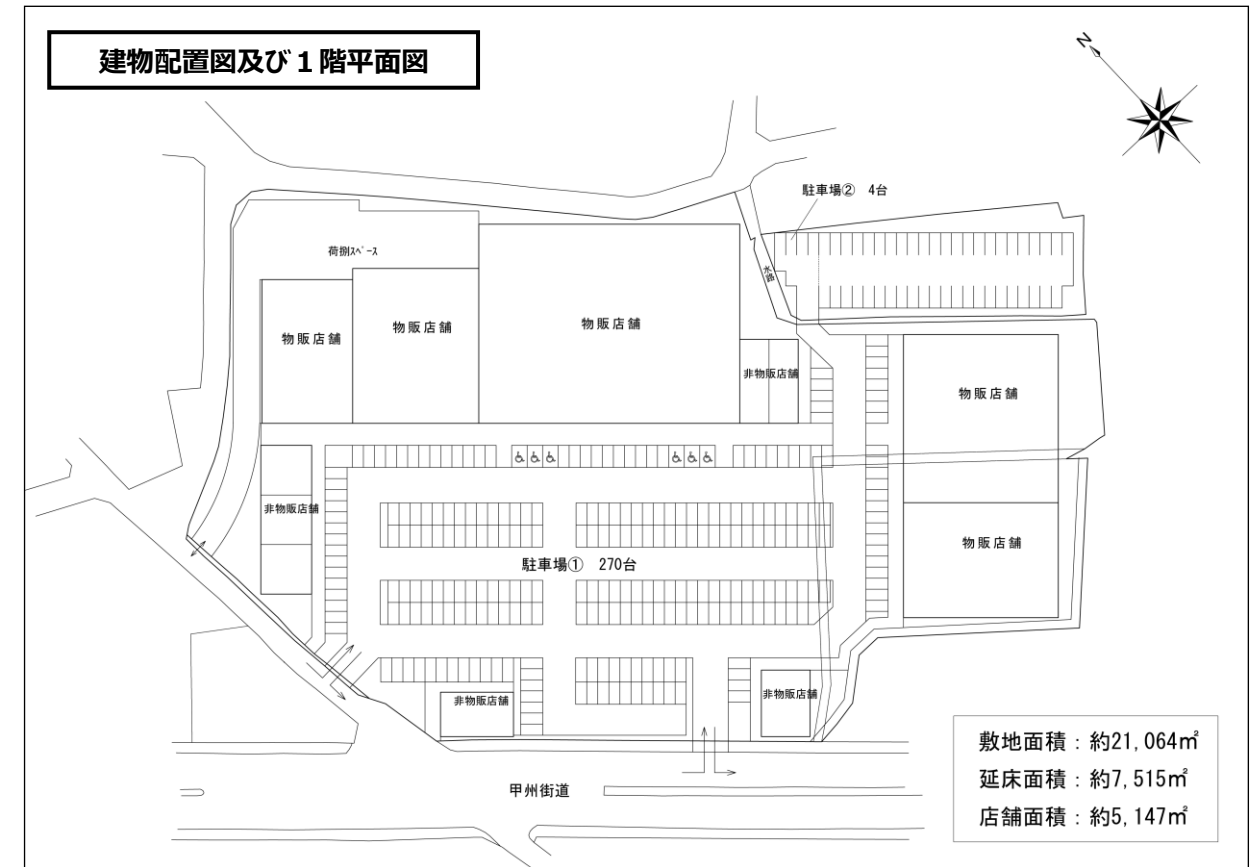 建物配置図及び１階平面図
N
駐車場② 4台
荷捌ｽﾍﾟｰｽ
水路
物販店舗
物販店舗
物販店舗
非物販店舗
物販店舗
非物販店舗
物販店舗
駐車場① 270台
非物販店舗
非物販店舗
敷地面積：約21,064㎡
延床面積：約7,515㎡
店舗面積：約5,147㎡
甲州街道